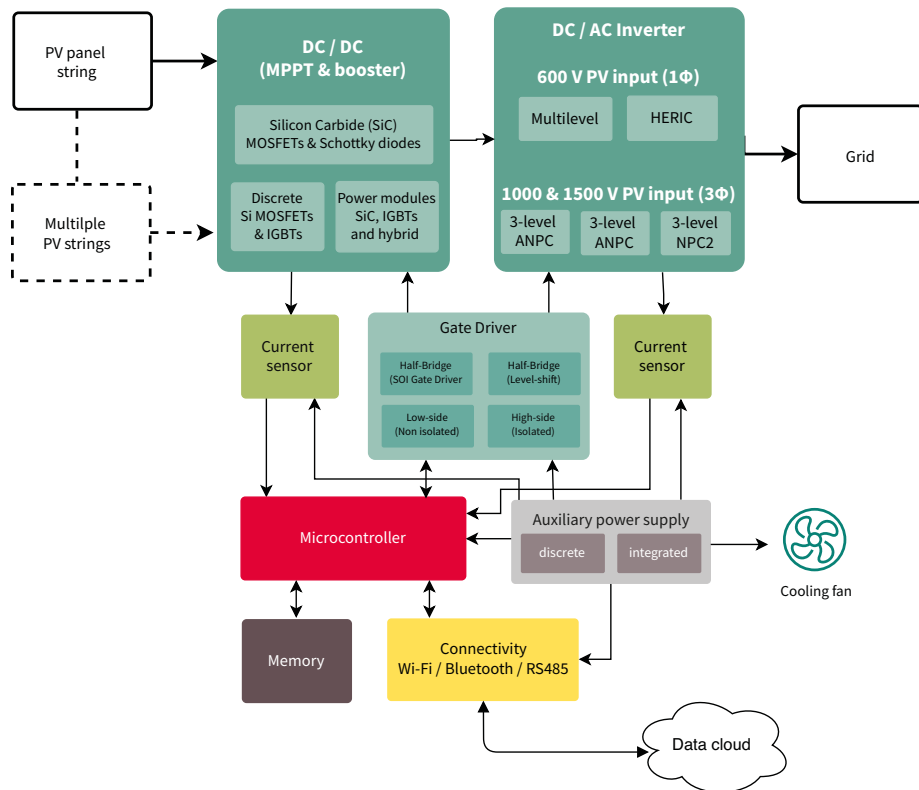 PV panel
string
Multilple
PV strings
DC / DC
(MPPT & booster)
Silicon Carbide (SiC)
MOSFETs & Schottky diodes
Discrete
Si MOSFETs
& IGBTs
Power modules
SiC, IGBTs
and hybrid
DC / AC Inverter
600 V PV input (1Φ)
Multilevel
HERIC
1000 & 1500 V PV input (3Φ)
3-level
ANPC
3-level
ANPC
3-level
NPC2
Grid
Current
sensor
Gate Driver
Half-Bridge
(SOI Gate Driver
Half-Bridge
(Level-shift)
Low-side
(Non isolated)
High-side
(Isolated)
Current
sensor
Microcontroller
Auxiliary power supply
discrete
integrated
Cooling fan
Memory
Connectivity
Wi-Fi / Bluetooth / RS485
Data cloud